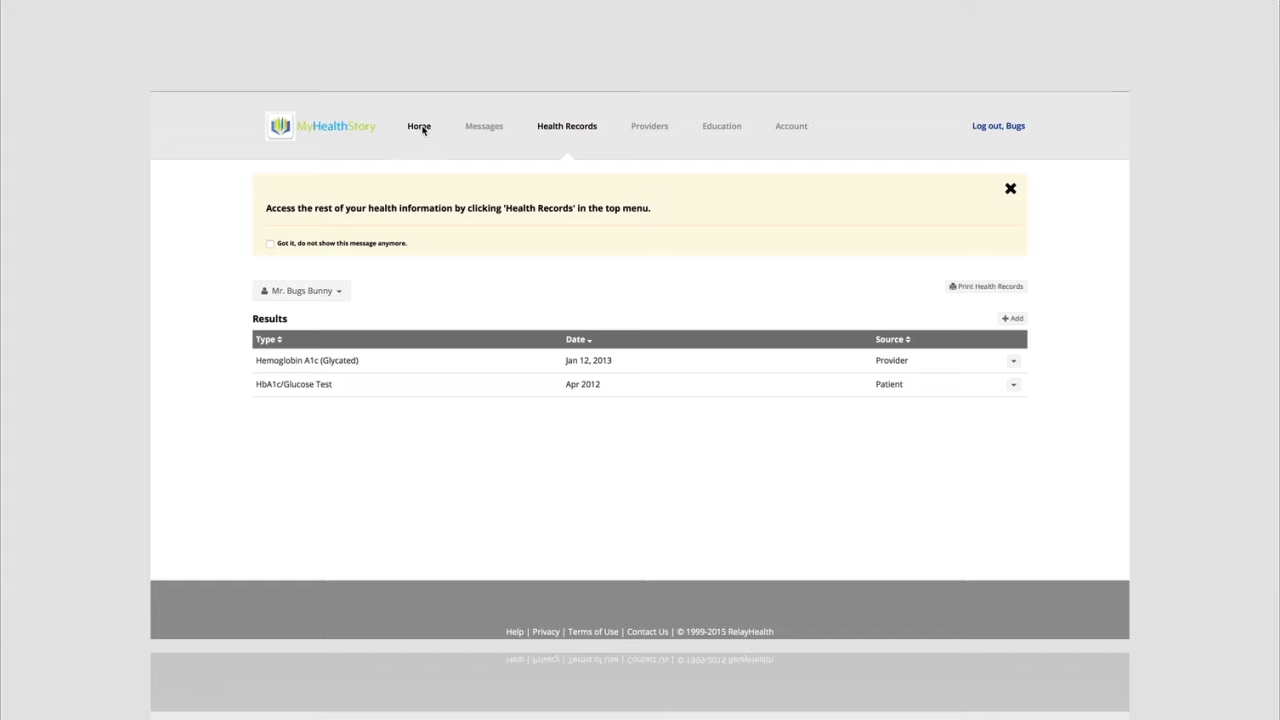 MyHealthStory Home Messages Health Records Providers Education Account Log out, Bugs
Access the rest of your health information by clicking 'Health Records' in the top menu.
Got it, do not show this message anymore.
Mr. Bugs Bunny Print Health Records
Results Add
Type Date Source
Hemoglobin A1c (Glycated) Jan 12, 2013 Provider
HbA1c/Glucose Test Apr 2012 Patient
Help | Privacy | Terms of Use | Contact Us | © 1999-2015 RelayHealth